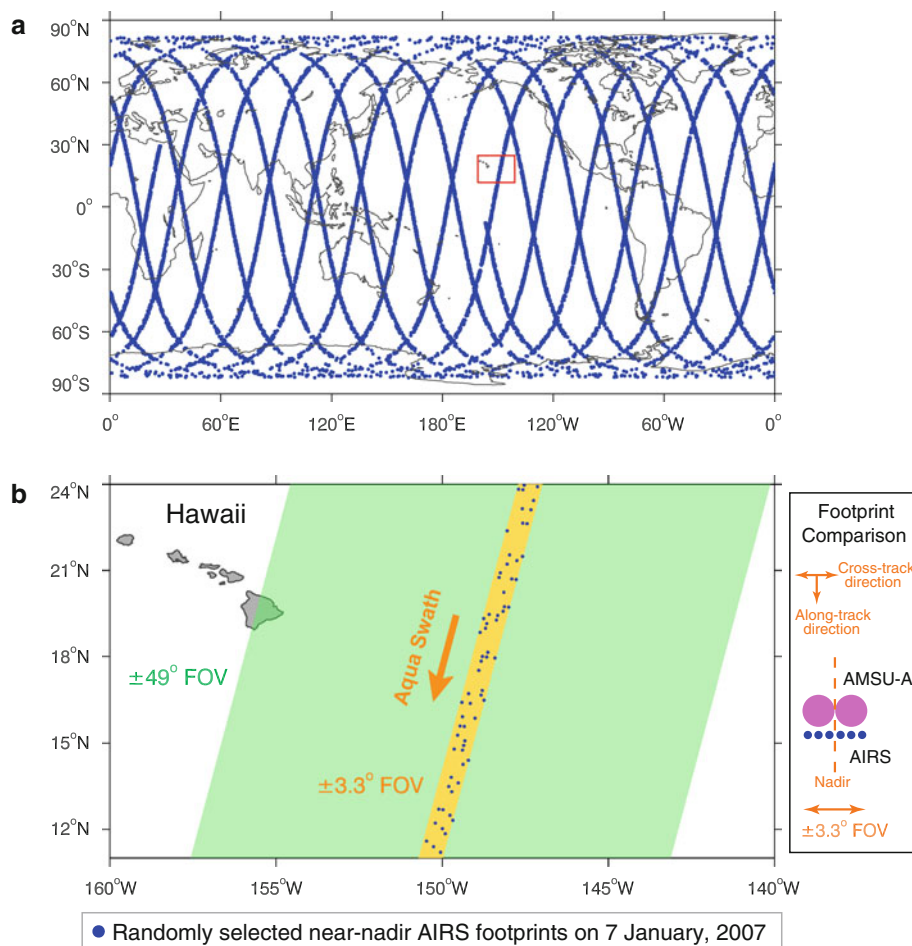 a
90°N
60°N
30°N
0°
30°S
60°S
90°S
0°
60°E
120°E
180°E
120°W
60°W
0°
b
24°N
21°N
18°N
15°N
12°N
Hawaii
±49° FOV
Aqua Swath
±3.3° FOV
160°W
155°W
150°W
145°W
140°W
Footprint
Comparison
Cross-track
direction
Along-track
direction
AMSU-A
AIRS
Nadir
±3.3° FOV
Randomly selected near-nadir AIRS footprints on 7 January, 2007